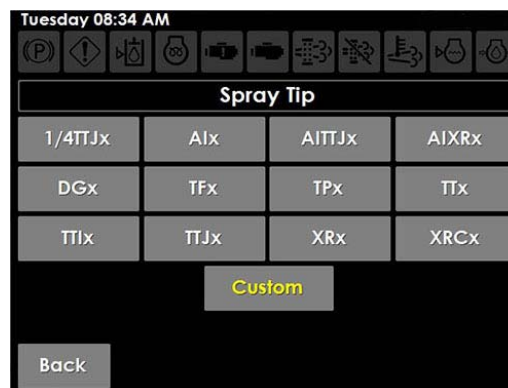 Tuesday 08:34 AM
(P)
Spray Tip
1/4TTJx AIx AITTJx AIXRx
DGx TFx TPx TTx
TTIx TTJx XRx XRCx
Custom
Back